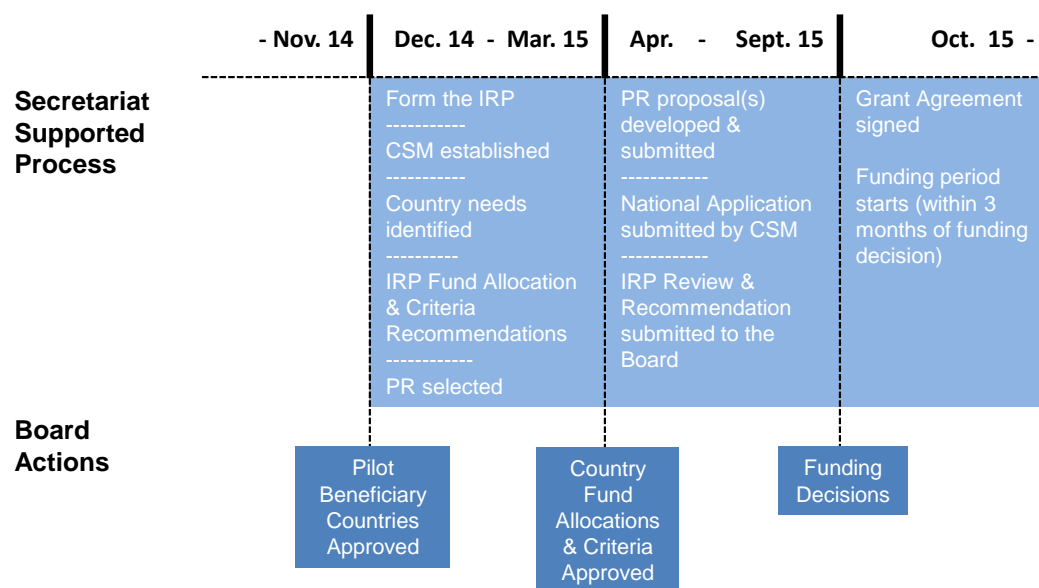 - Nov. 14
Dec. 14 - Mar. 15
Apr. - Sept. 15
Oct. 15 -
Secretariat
Supported
Process
Form the IRP
-----------
CSM established
-----------
Country needs
identified
----------
IRP Fund Allocation
& Criteria
Recommendations
------------
PR selected
PR proposal(s)
developed &
submitted
------------
National Application
submitted by CSM
------------
IRP Review &
Recommendation
submitted to the
Board
Grant Agreement
signed
Funding period
starts (within 3
months of funding
decision)
Board
Actions
Pilot
Beneficiary
Countries
Approved
Country
Fund
Allocations
& Criteria
Approved
Funding
Decisions